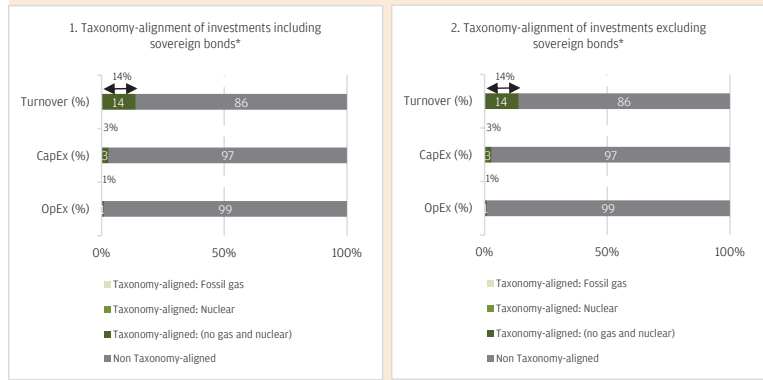 1. Taxonomy-alignment of investments including
sovereign bonds*
14%
Turnover (%)
14
86
3%
CapEx (%)
3
97
1%
OpEx (%)
1
99
0%
50%
100%
Taxonomy-aligned: Fossil gas
Taxonomy-aligned: Nuclear
Taxonomy-aligned: (no gas and nuclear)
Non Taxonomy-aligned
2. Taxonomy-alignment of investments excluding
sovereign bonds*
14%
Turnover (%)
14
86
3%
CapEx (%)
3
97
1%
OpEx (%)
1
99
0%
50%
100%
Taxonomy-aligned: Fossil gas
Taxonomy-aligned: Nuclear
Taxonomy-aligned: (no gas and nuclear)
Non Taxonomy-aligned